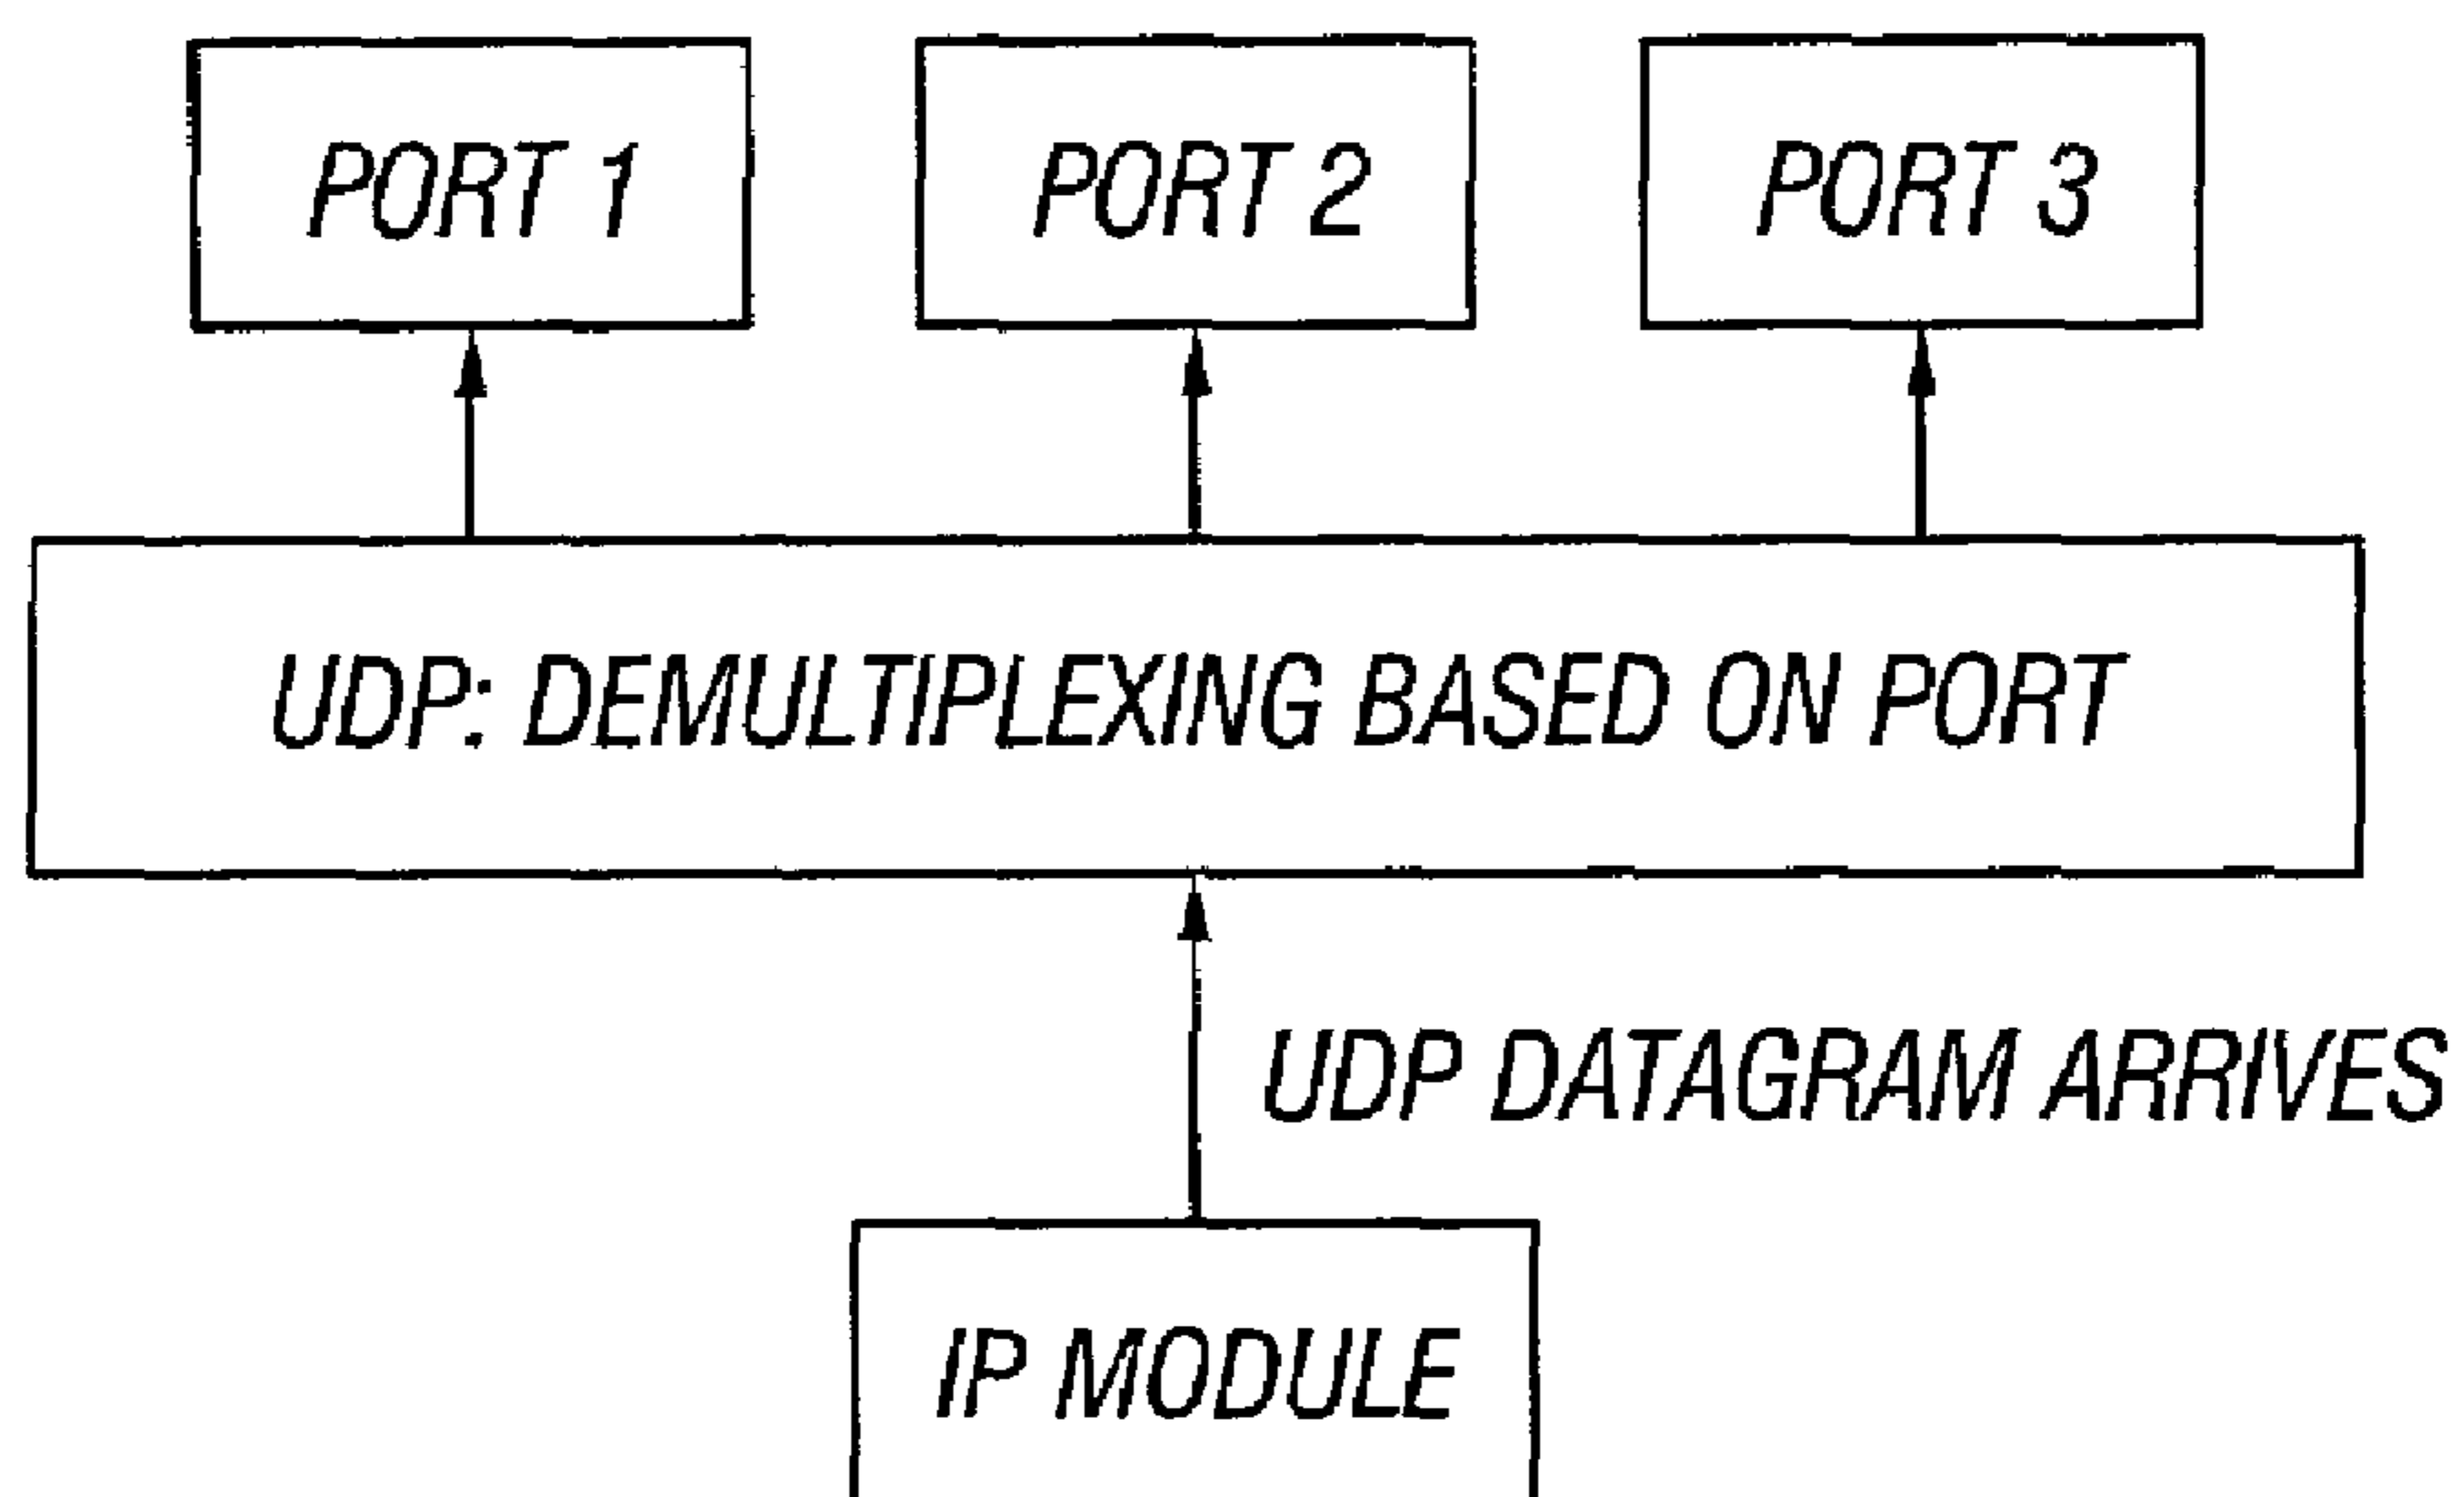 PORT 1
PORT 2
PORT 3
UDP: DEMULTIPLEXING BASED ON PORT
UDP DATAGRAM ARRIVES
IP MODULE